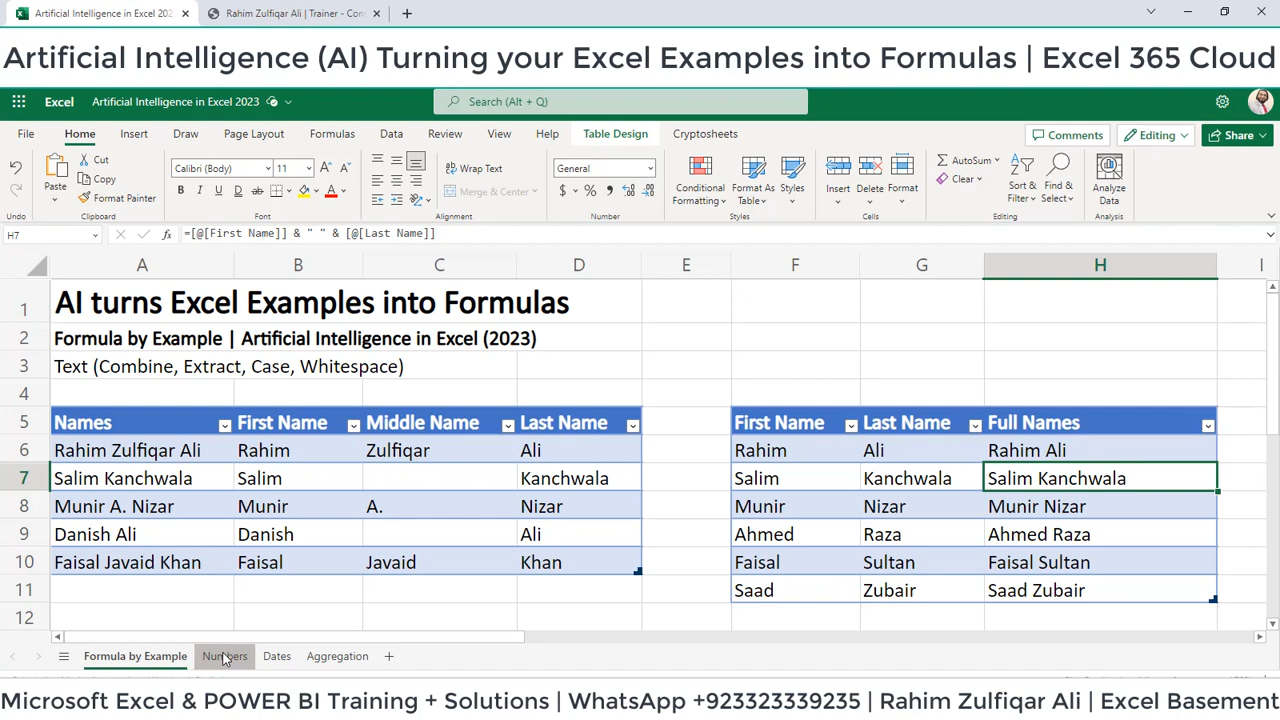 Artificial Intelligence in Excel 202
Rahim Zulfiqar Ali | Trainer - Con
Artificial Intelligence (AI) Turning your Excel Examples into Formulas | Excel 365 Cloud
Excel Artificial Intelligence in Excel 2023 Search (Alt + Q)
File Home Insert Draw Page Layout Formulas Data Review View Help Table Design Cryptosheets Comments Editing Share
Paste Cut Copy Format Painter
Calibri (Body) 11 B I U D ab
Wrap Text Merge & Center
General $ %
Conditional Formatting Format As Table Styles
Insert Delete Format
AutoSum Clear Sort & Filter Find & Select
Analyze Data
Undo Clipboard Font Alignment Number Styles Cells Editing Analysis
H7 fx =[@[First Name]] & " " & [@[Last Name]]
A B C D E F G H I
1 AI turns Excel Examples into Formulas
2 Formula by Example | Artificial Intelligence in Excel (2023)
3 Text (Combine, Extract, Case, Whitespace)
4
5 Names First Name Middle Name Last Name First Name Last Name Full Names
6 Rahim Zulfiqar Ali Rahim Zulfiqar Ali Rahim Ali Rahim Ali
7 Salim Kanchwala Salim Kanchwala Salim Kanchwala Salim Kanchwala
8 Munir A. Nizar Munir A. Nizar Munir Nizar Munir Nizar
9 Danish Ali Danish Ali Ahmed Raza Ahmed Raza
10 Faisal Javaid Khan Faisal Javaid Khan Faisal Sultan Faisal Sultan
11 Saad Zubair Saad Zubair
12
Formula by Example Numbers Dates Aggregation
Microsoft Excel & POWER BI Training + Solutions | WhatsApp +923323339235 | Rahim Zulfiqar Ali | Excel Basement